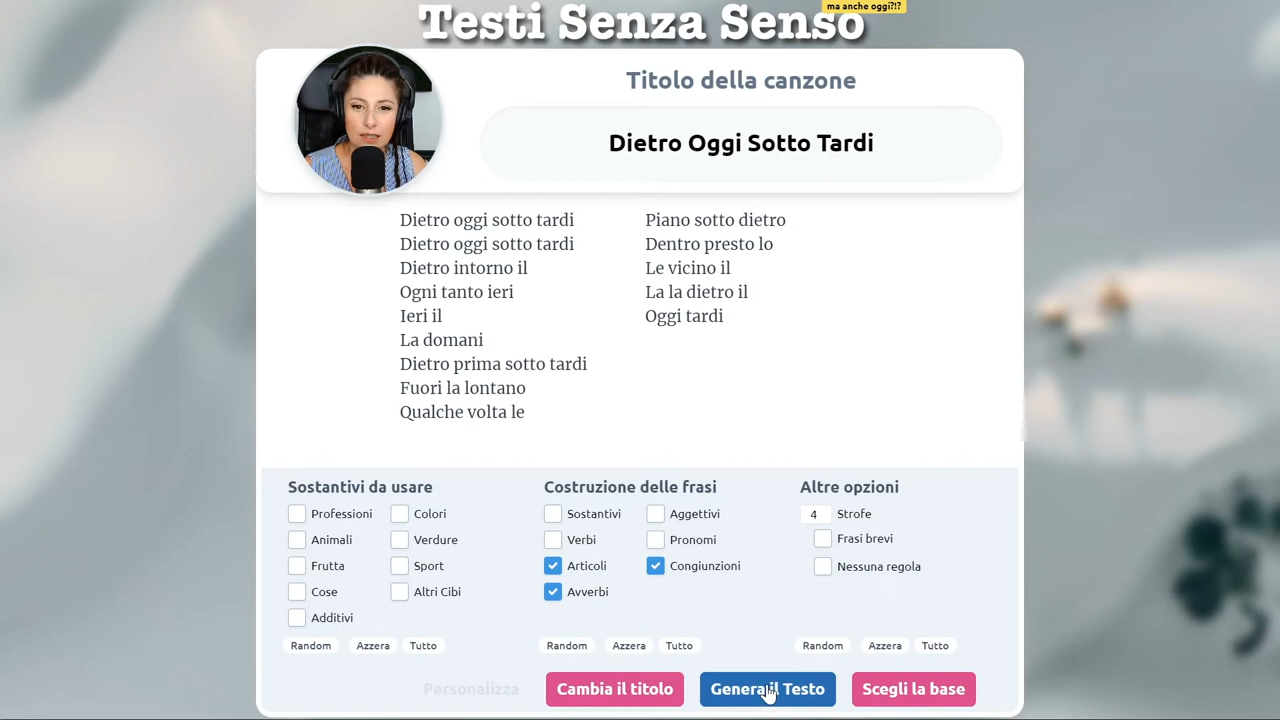 ma anche oggi?!?
Testi Senza Senso
Titolo della canzone
Dietro Oggi Sotto Tardi
Dietro oggi sotto tardi
Dietro oggi sotto tardi
Dietro intorno il
Ogni tanto ieri
Ieri il
La domani
Dietro prima sotto tardi
Fuori la lontano
Qualche volta le
Piano sotto dietro
Dentro presto lo
Le vicino il
La la dietro il
Oggi tardi
Sostantivi da usare
Professioni
Colori
Animali
Verdure
Frutta
Sport
Cose
Altri Cibi
Additivi
Random
Azzera
Tutto
Costruzione delle frasi
Sostantivi
Aggettivi
Verbi
Pronomi
Articoli
Congiunzioni
Avverbi
Random
Azzera
Tutto
Altre opzioni
4 Strofe
Frasi brevi
Nessuna regola
Random
Azzera
Tutto
Personalizza
Cambia il titolo
Genera il Testo
Scegli la base